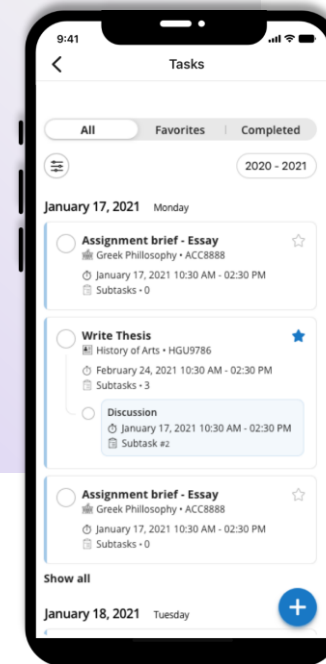 9:41
Tasks
All Favorites Completed
2020 - 2021
January 17, 2021 Monday
Assignment brief - Essay
Greek Phillosophy • ACC8888
January 17, 2021 10:30 AM - 02:30 PM
Subtasks • 0
Write Thesis
History of Arts • HGU9786
February 24, 2021 10:30 AM - 02:30 PM
Subtasks • 3
Discussion
January 17, 2021 10:30 AM - 02:30 PM
Subtask #2
Assignment brief - Essay
Greek Phillosophy • ACC8888
January 17, 2021 10:30 AM - 02:30 PM
Subtasks • 0
Show all
January 18, 2021 Tuesday